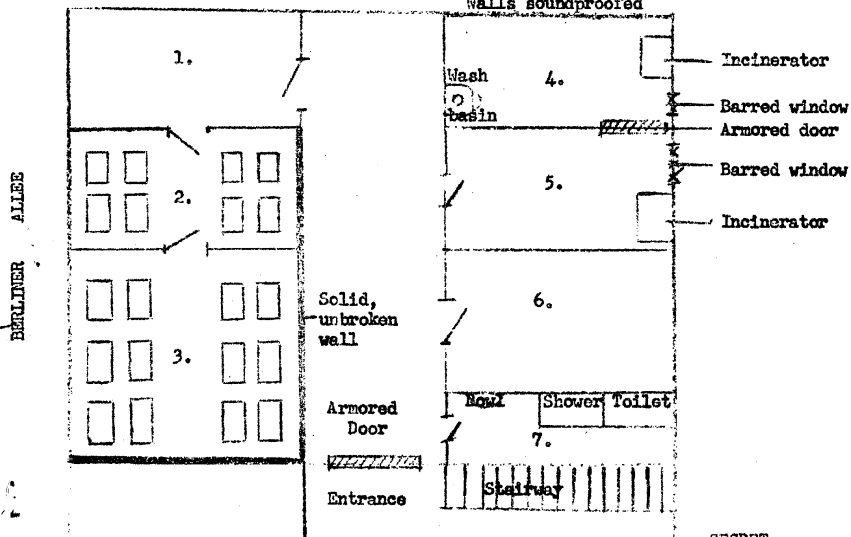 Walls soundproofed
1.
4.
Incinerator
Wash
basin
Barred window
Armored door
BERLINER ALLEE
2.
5.
Barred window
Incinerator
Solid,
unbroken
wall
6.
3.
Armored
Door
Bowl
Shower
Toilet
7.
Entrance
Stairway
SECRET